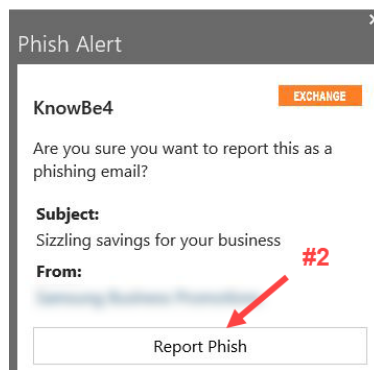 Phish Alert
EXCHANGE
KnowBe4
Are you sure you want to report this as a
phishing email?
Subject:
Sizzling savings for your business
#2
From:
Report Phish